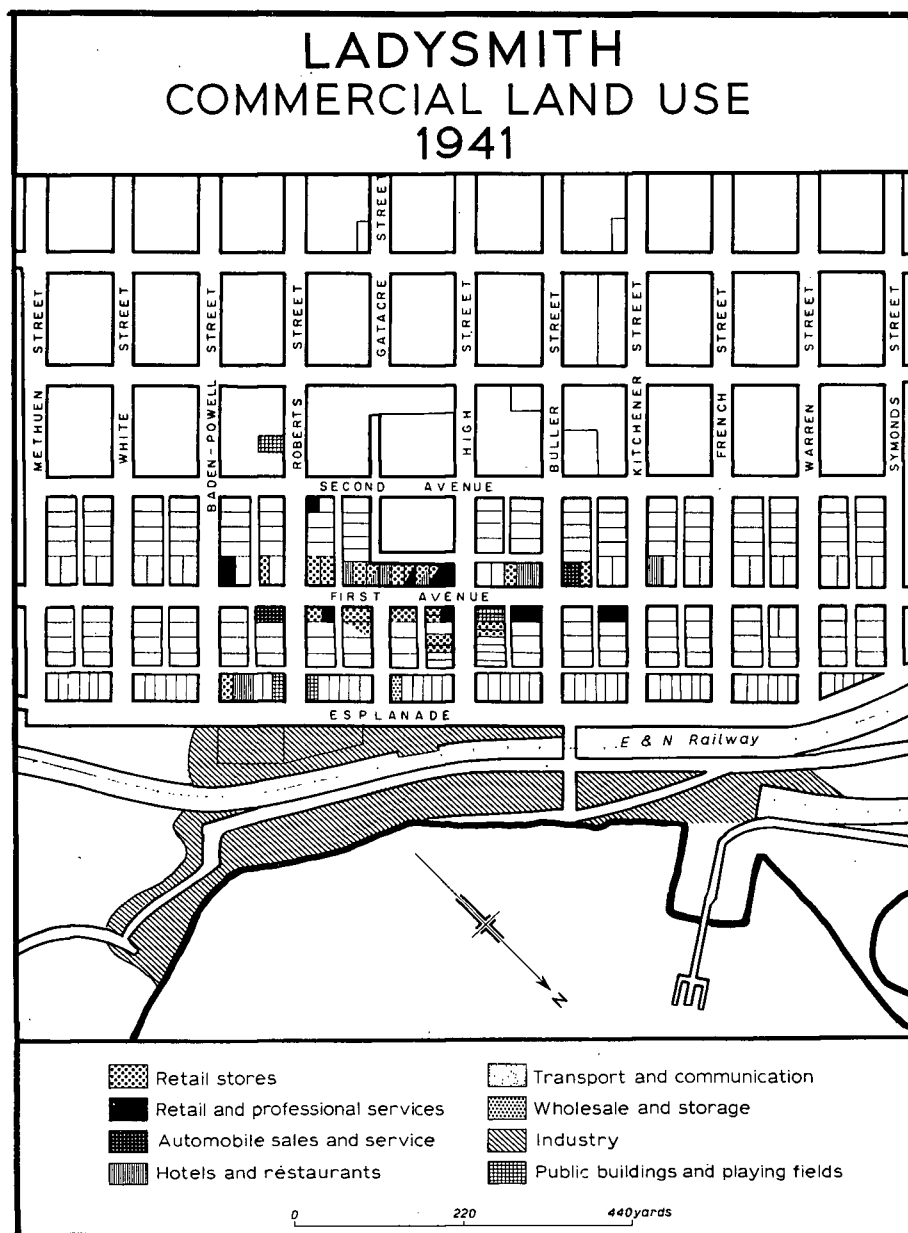 LADYSMITH
COMMERCIAL LAND USE
1941
METHUEN STREET
WHITE STREET
BADEN-POWELL STREET
ROBERTS STREET
GATACRE STREET
HIGH STREET
BULLER STREET
KITCHENER STREET
FRENCH STREET
WARREN STREET
SYMONDS STREET
SECOND AVENUE
FIRST AVENUE
ESPLANADE
E & N Railway
N
Retail stores
Retail and professional services
Automobile sales and service
Hotels and réstaurants
Transport and communication
Wholesale and storage
Industry
Public buildings and playing fields
0 220 440yards